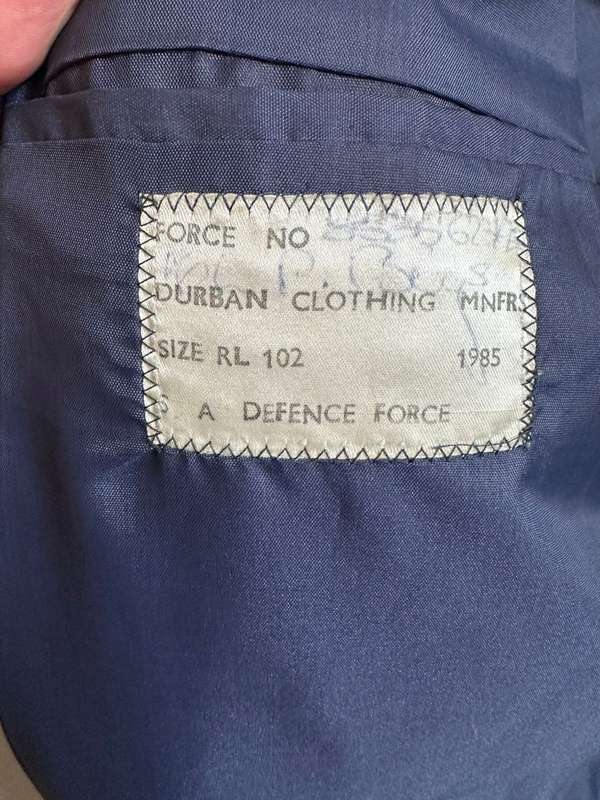 FORCE NO
DURBAN CLOTHING MNFRS
SIZE RL 102 1985
S A DEFENCE FORCE